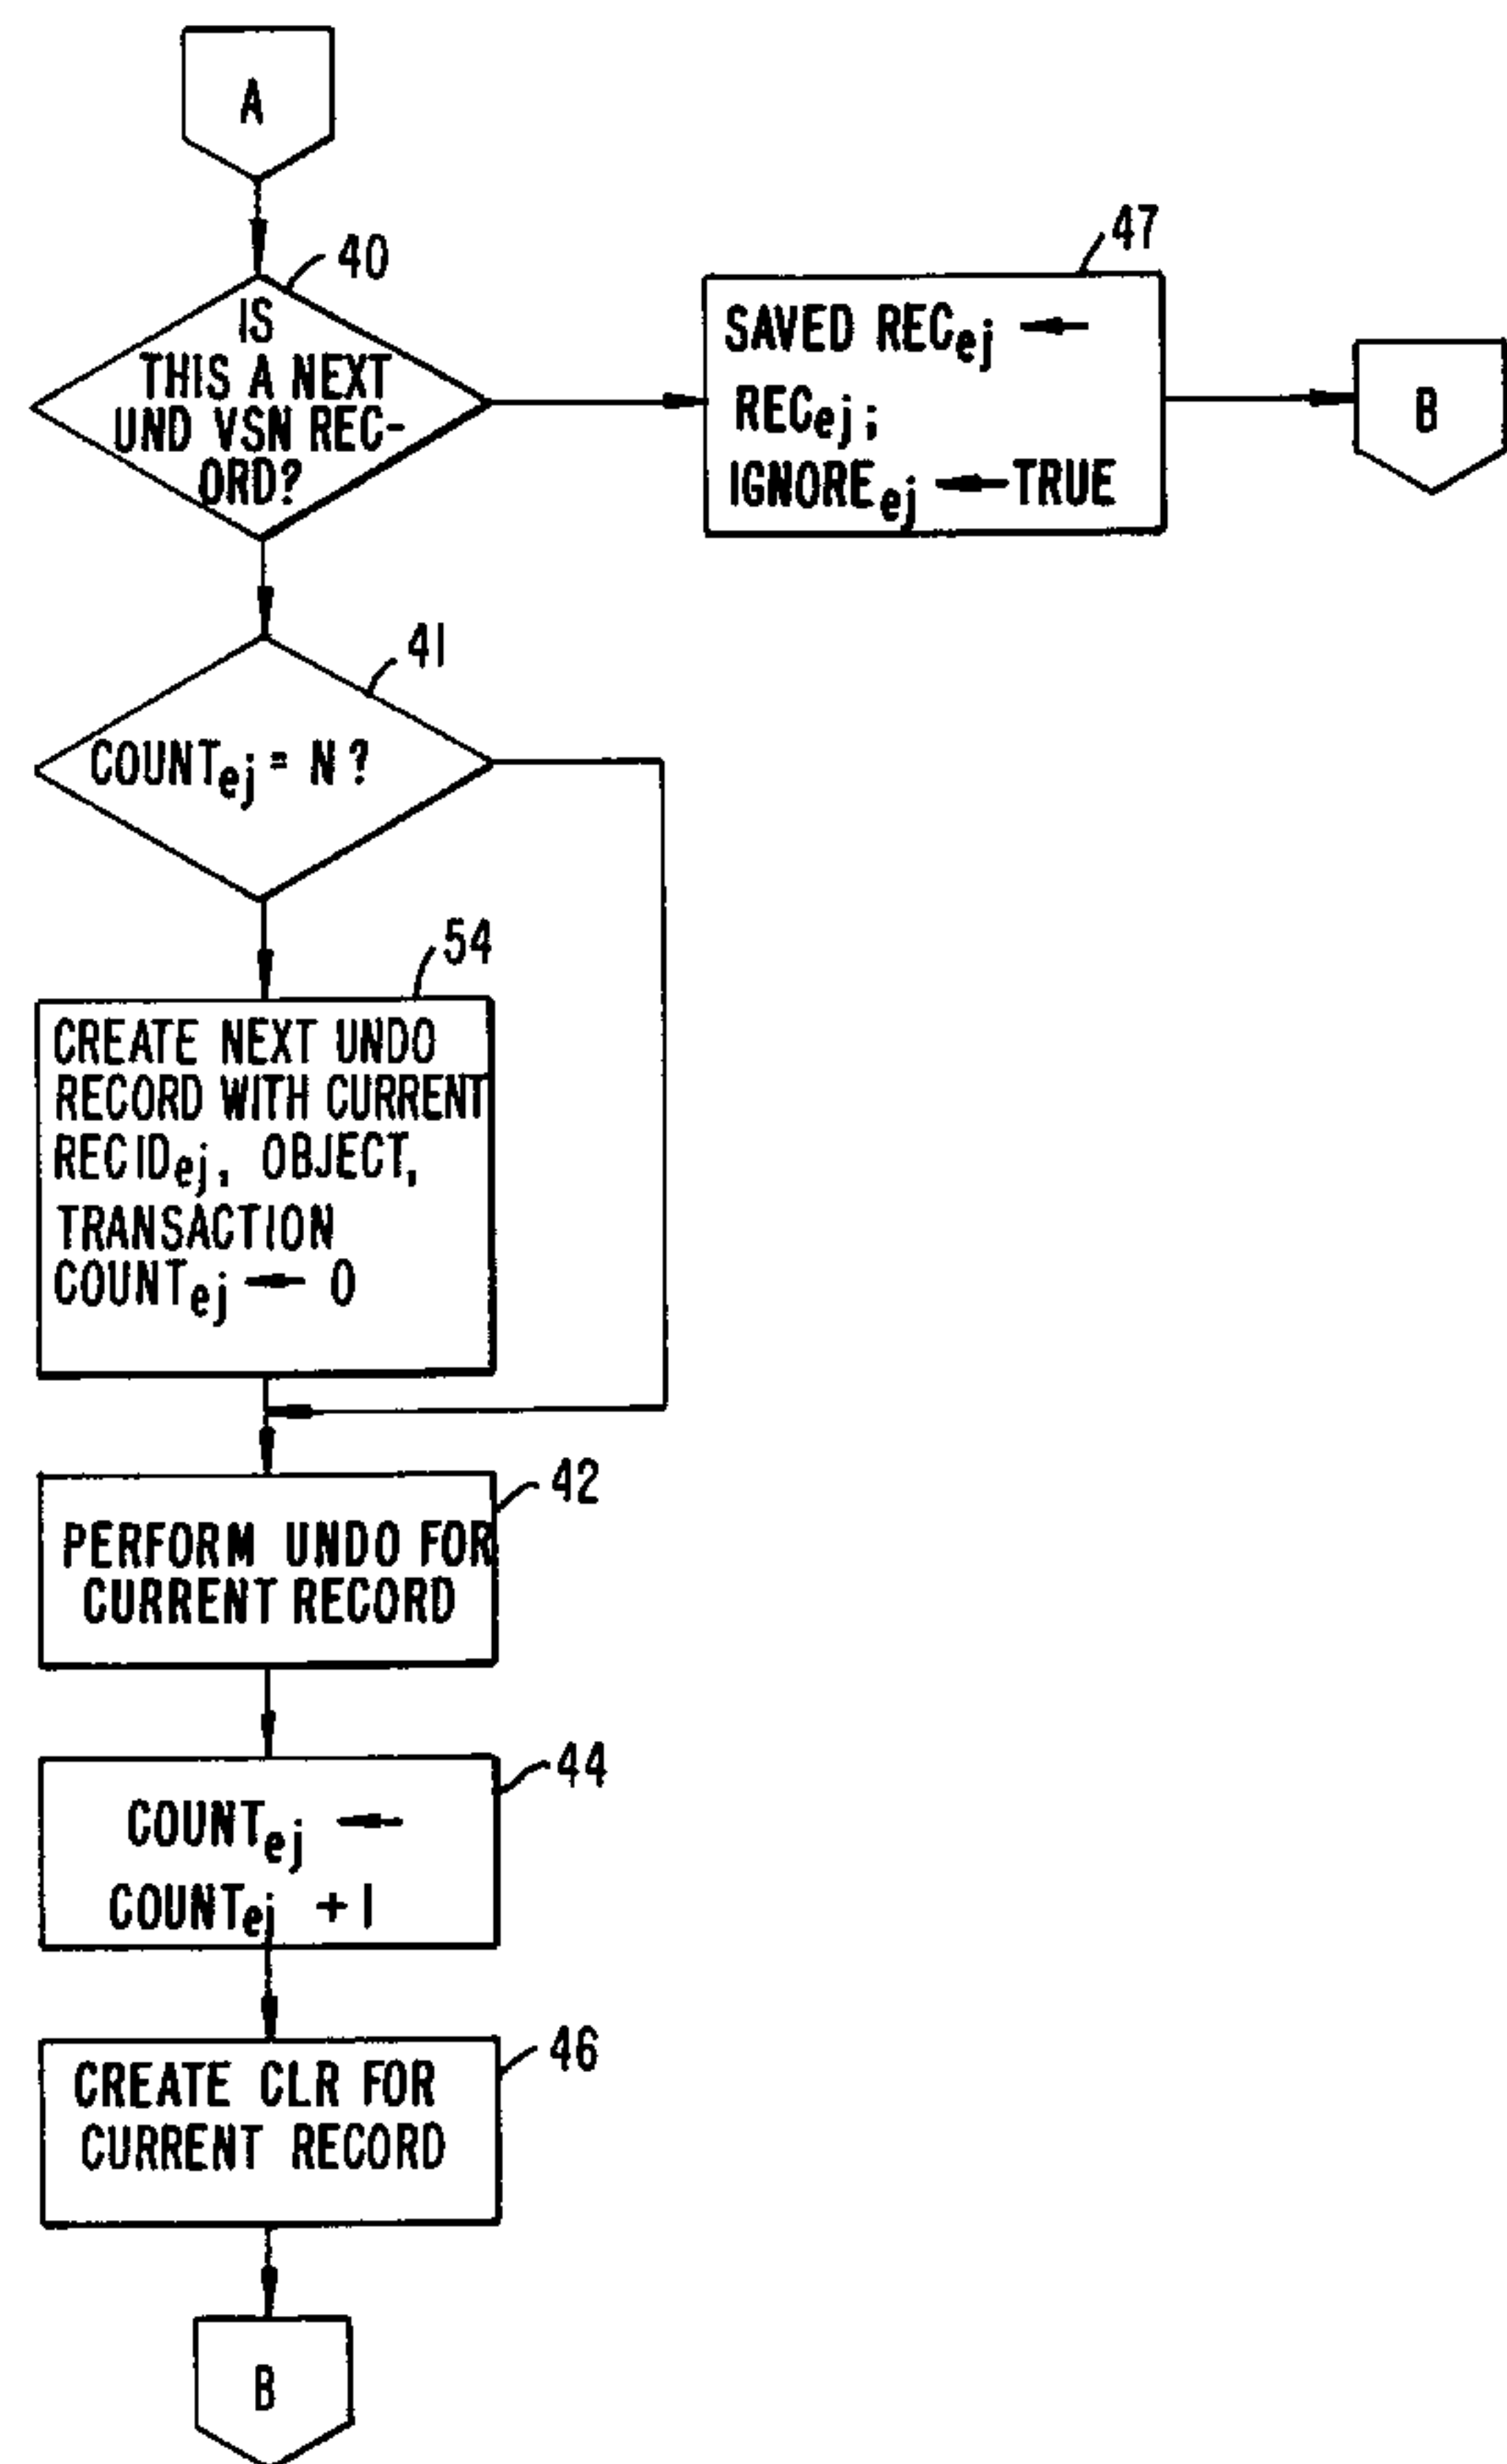 A
40
IS
THIS A NEXT
UND VSN REC-
ORD?
47
SAVED RECej ←
RECej;
IGNOREej ← TRUE
B
41
COUNTej = N?
54
CREATE NEXT UNDO
RECORD WITH CURRENT
RECIDej, OBJECT,
TRANSACTION
COUNTej ← 0
42
PERFORM UNDO FOR
CURRENT RECORD
44
COUNTej ←
COUNTej +1
46
CREATE CLR FOR
CURRENT RECORD
B